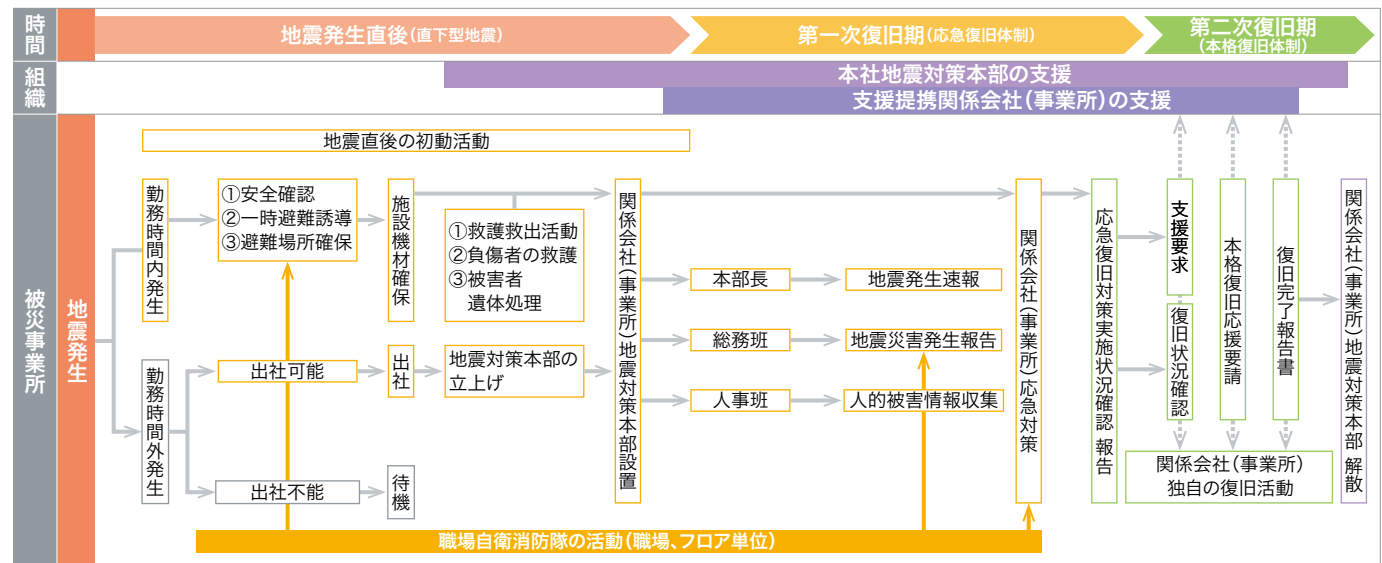 時間
地震発生直後(直下型地震)
第一次復旧期(応急復旧体制)
第二次復旧期
(本格復旧体制)
組織
本社地震対策本部の支援
支援提携関係会社(事業所)の支援
被災事業所
地震発生
地震直後の初動活動
勤務時間内発生
①安全確認
②一時避難誘導
③避難場所確保
施設機材確保
①救護救出活動
②負傷者の救護
③被害者
遺体処理
勤務時間外発生
出社可能
出社
地震対策本部の
立上げ
出社不能
待機
関係会社(事業所)地震対策本部設置
本部長
地震発生速報
総務班
地震災害発生報告
人事班
人的被害情報収集
関係会社(事業所)応急対策
応急復旧対策実施状況確認 報告
支援要求
復旧状況確認
本格復旧応援要請
復旧完了報告書
関係会社(事業所)
独自の復旧活動
関係会社(事業所)地震対策本部 解散
職場自衛消防隊の活動(職場、フロア単位)